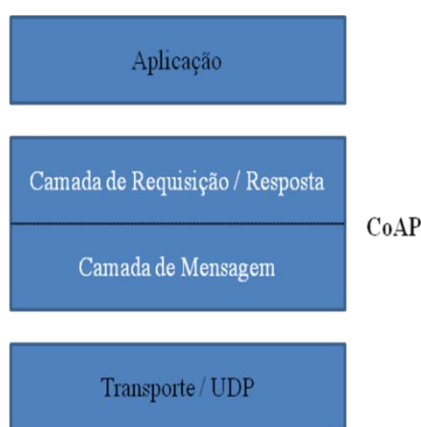 Aplicação
Camada de Requisição / Resposta
CoAP
Camada de Mensagem
Transporte / UDP